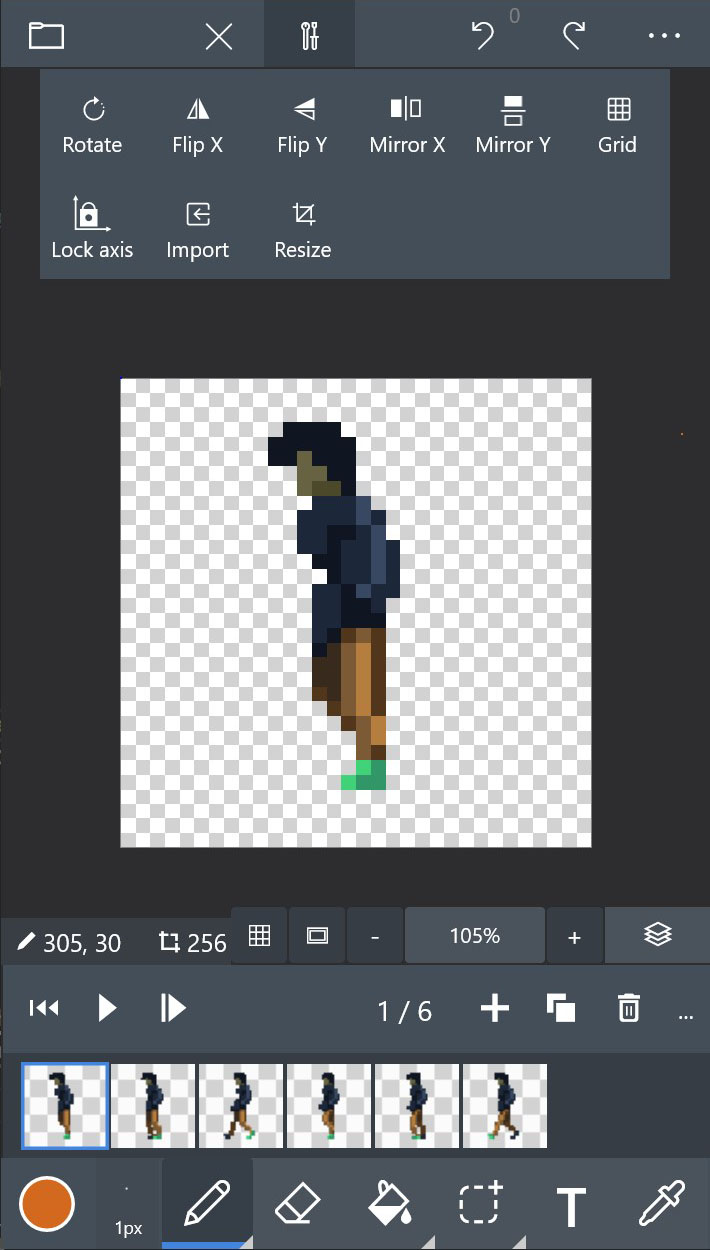 0
Rotate
Flip X
Flip Y
Mirror X
Mirror Y
Grid
Lock axis
Import
Resize
305, 30
256
-
105%
+
1 / 6
...
1px
T